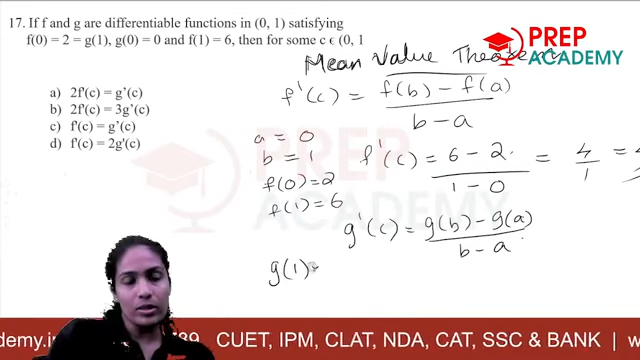 17. If f and g are differentiable functions in (0, 1) satisfying
f(0) = 2 = g(1), g(0) = 0 and f(1) = 6, then for some c ϵ (0, 1
PREP
ACADEMY
Mean Value Theorem
a) 2f'(c) = g'(c)
b) 2f'(c) = 3g'(c)
c) f'(c) = g'(c)
d) f'(c) = 2g'(c)
f'(c) = f(b) - f(a) / b - a
a = 0
b = 1
f(0) = 2
f(1) = 6
f'(c) = 6 - 2 / 1 - 0 = 4 / 1 =
g'(c) = g(b) - g(a) / b - a
g(1)=
PREP
ACADEMY
CUET, IPM, CLAT, NDA, CAT, SSC & BANK